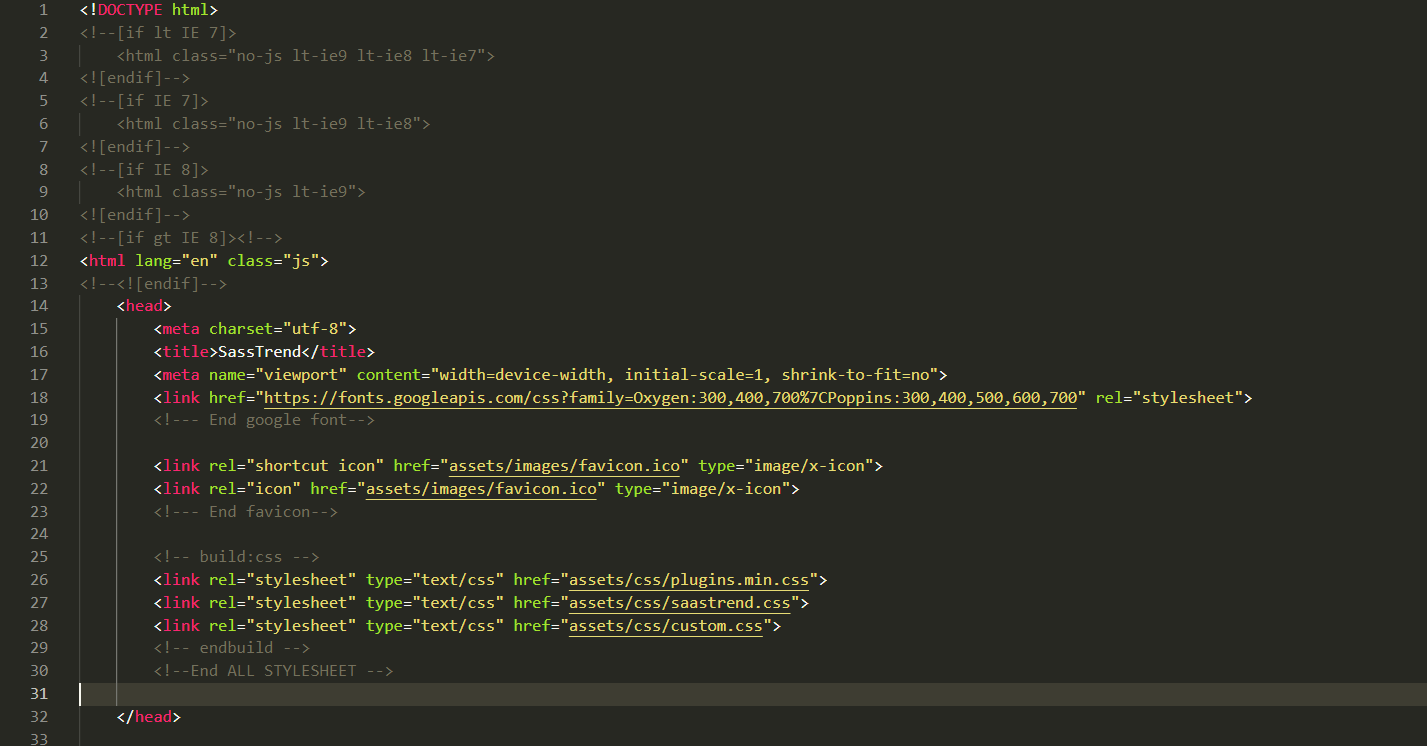 1 <!DOCTYPE html>
2 <!--[if lt IE 7]>
3 <html class="no-js lt-ie9 lt-ie8 lt-ie7">
4 <![endif]-->
5 <!--[if IE 7]>
6 <html class="no-js lt-ie9 lt-ie8">
7 <![endif]-->
8 <!--[if IE 8]>
9 <html class="no-js lt-ie9">
10 <![endif]-->
11 <!--[if gt IE 8]><!-->
12 <html lang="en" class="js">
13 <!--<![endif]-->
14 <head>
15 <meta charset="utf-8">
16 <title>SassTrend</title>
17 <meta name="viewport" content="width=device-width, initial-scale=1, shrink-to-fit=no">
18 <link href="https://fonts.googleapis.com/css?family=Oxygen:300,400,700%7CPoppins:300,400,500,600,700" rel="stylesheet">
19 <!--- End google font-->
20
21 <link rel="shortcut icon" href="assets/images/favicon.ico" type="image/x-icon">
22 <link rel="icon" href="assets/images/favicon.ico" type="image/x-icon">
23 <!--- End favicon-->
24
25 <!-- build:css -->
26 <link rel="stylesheet" type="text/css" href="assets/css/plugins.min.css">
27 <link rel="stylesheet" type="text/css" href="assets/css/saastrend.css">
28 <link rel="stylesheet" type="text/css" href="assets/css/custom.css">
29 <!-- endbuild -->
30 <!--End ALL STYLESHEET -->
31
32 </head>
33